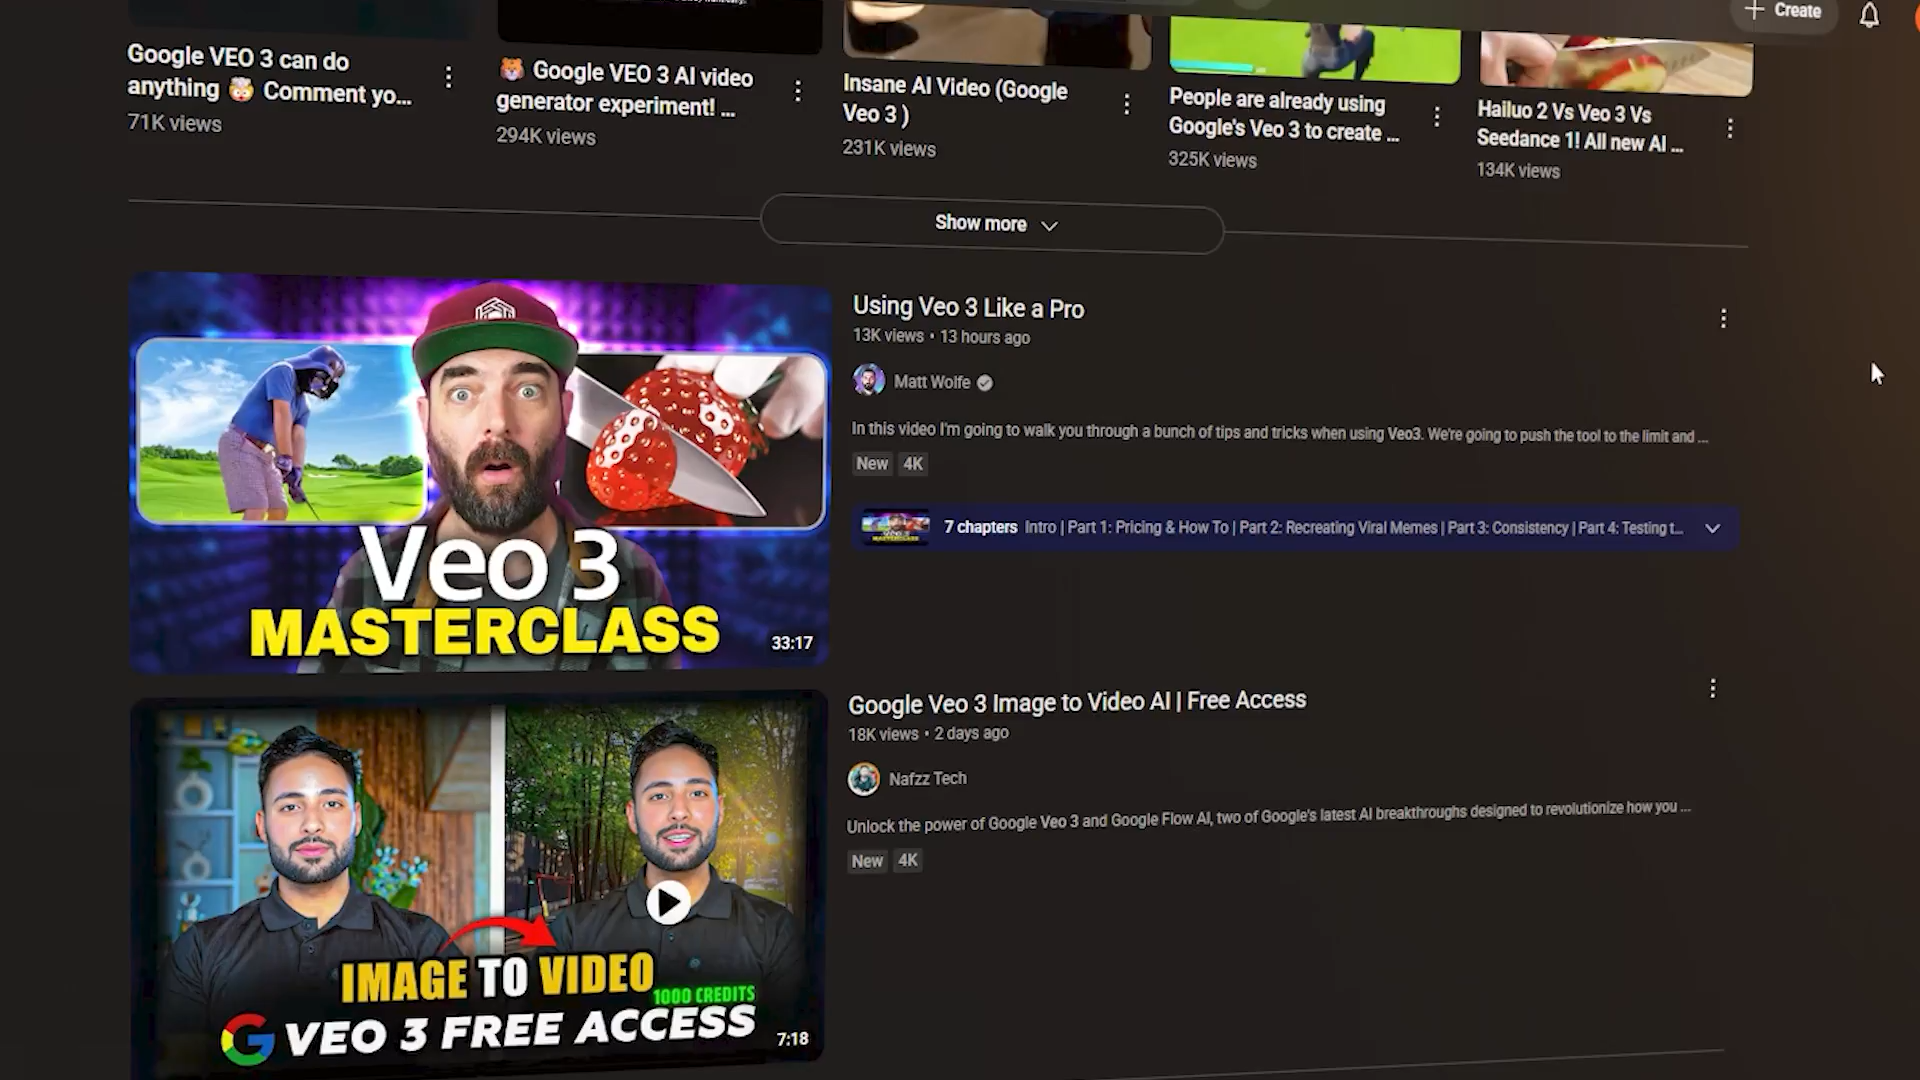 Create
Google VEO 3 can do
anything 🤯 Comment yo...
71K views
🐯 Google VEO 3 AI video
generator experiment! ...
294K views
Insane AI Video (Google
Veo 3 )
231K views
People are already using
Google's Veo 3 to create ...
325K views
Hailuo 2 Vs Veo 3 Vs
Seedance 1! All new AI ...
134K views
Show more
Veo 3
MASTERCLASS
33:17
Using Veo 3 Like a Pro
13K views • 13 hours ago
Matt Wolfe
In this video I'm going to walk you through a bunch of tips and tricks when using Veo3. We're going to push the tool to the limit and ...
New 4K
7 chapters Intro | Part 1: Pricing & How To | Part 2: Recreating Viral Memes | Part 3: Consistency | Part 4: Testing t...
IMAGE TO VIDEO
1000 CREDITS
G VEO 3 FREE ACCESS
7:18
Google Veo 3 Image to Video AI | Free Access
18K views • 2 days ago
Nafzz Tech
Unlock the power of Google Veo 3 and Google Flow AI, two of Google's latest AI breakthroughs designed to revolutionize how you ...
New 4K